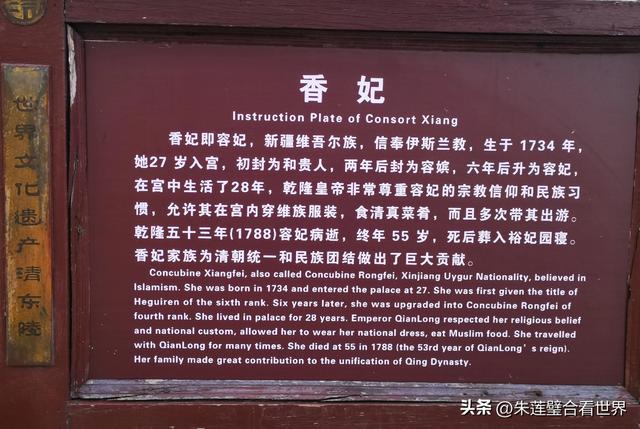 世界文化遗产清东陵
香妃
Instruction Plate of Consort Xiang
香妃即容妃，新疆维吾尔族，信奉伊斯兰教，生于 1734 年，
她27 岁入宫，初封为和贵人，两年后封为容嫔，六年后升为容妃，
在宫中生活了28年，乾隆皇帝非常尊重容妃的宗教信仰和民族习
惯，允许其在宫内穿维族服装，食清真菜肴，而且多次带其出游。
乾隆五十三年(1788)容妃病逝，终年 55 岁，死后葬入裕妃园寝。
香妃家族为清朝统一和民族团结做出了巨大贡献。
Concubine Xiangfei, also called Concubine Rongfei, Xinjiang Uygur Nationality, believed in
Islamism. She was born in 1734 and entered the palace at 27. She was first given the title of
Heguiren of the sixth rank. Six years later, she was upgraded into Concubine Rongfei of
fourth rank. She lived in palace for 28 years. Emperor QianLong respected her religious belief
and national custom, allowed her to wear her national dress, eat Muslim food. She travelled
with QianLong for many times. She died at 55 in 1788 (the 53rd year of QianLong's reign).
Her family made great contribution to the unification of Qing Dynasty.
头条 @朱莲璧合看世界